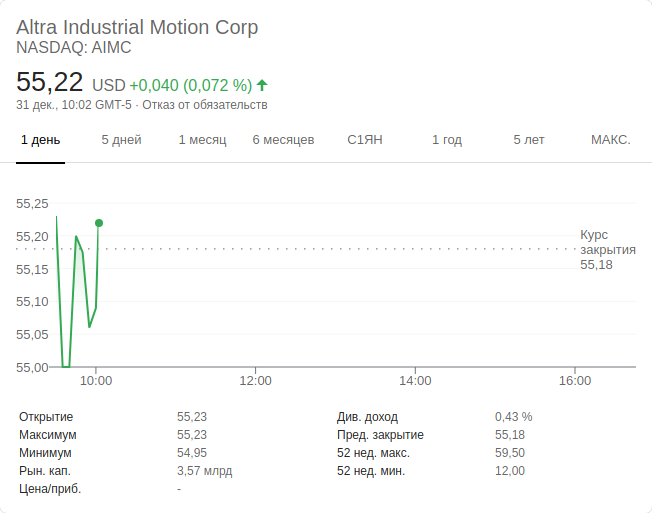 Altra Industrial Motion Corp
NASDAQ: AIMC
55,22 USD +0,040 (0,072 %)
31 дек., 10:02 GMT-5 · Отказ от обязательств
1 день 5 дней 1 месяц 6 месяцев С1ЯН 1 год 5 лет МАКС.
55,25
55,20
55,15
55,10
55,05
55,00
Курс
закрытия
55,18
10:00 12:00 14:00 16:00
Открытие 55,23 Див. доход 0,43 %
Максимум 55,23 Пред. закрытие 55,18
Минимум 54,95 52 нед. макс. 59,50
Рын. кап. 3,57 млрд 52 нед. мин. 12,00
Цена/приб. -